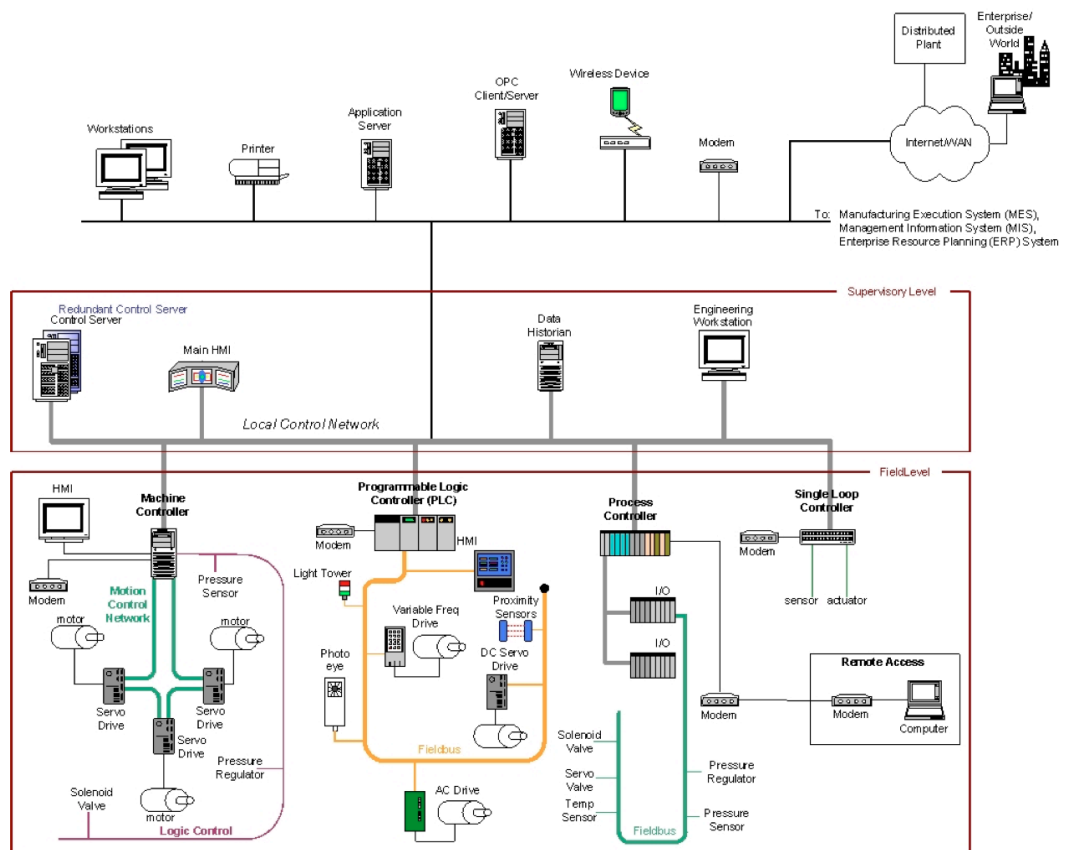 Enterprise/
Outside
World
Distributed
Plant
Wireless Device
OPC
Client/Server
Application
Server
Workstations
Printer
Modem
Internet/WAN
To: Manufacturing Execution System (MES),
Management Information System (MIS),
Enterprise Resource Planning (ERP) System
Supervisory Level
Redundant Control Server
Control Server
Main HMI
Data
Historian
Engineering
Workstation
Local Control Network
FieldLevel
HMI
Machine
Controller
Programmable Logic
Controller (PLC)
Process
Controller
Single Loop
Controller
Modem
HMI
Modem
Light Tower
Pressure
Sensor
Modem
Motion
Control
Network
motor
motor
Variable Freq
Drive
Proximity
Sensors
I/O
I/O
sensor
actuator
Photo
eye
DC Servo
Drive
Servo
Drive
Servo
Drive
Servo
Drive
Remote Access
Modem
Modem
Computer
Fieldbus
Solenoid
Valve
Servo
Valve
Temp
Sensor
Pressure
Regulator
Pressure
Regulator
Pressure
Sensor
Solenoid
Valve
motor
Logic Control
AC Drive
Fieldbus